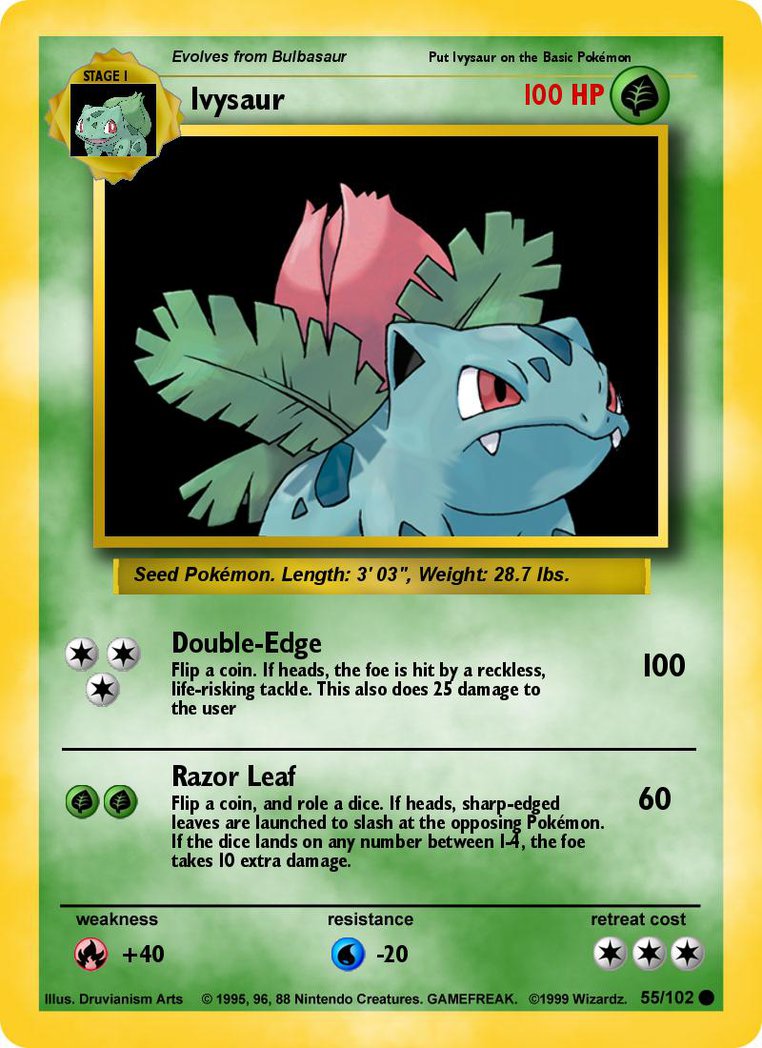 Evolves from Bulbasaur
Put Ivysaur on the Basic Pokémon
STAGE I
Ivysaur
100 HP
Seed Pokémon. Length: 3' 03", Weight: 28.7 lbs.
Double-Edge
100
Flip a coin. If heads, the foe is hit by a reckless,
life-risking tackle. This also does 25 damage to
the user
Razor Leaf
60
Flip a coin, and role a dice. If heads, sharp-edged
leaves are launched to slash at the opposing Pokémon.
If the dice lands on any number between 1-4, the foe
takes 10 extra damage.
weakness
resistance
retreat cost
+40
-20
Illus. Druvianism Arts © 1995, 96, 88 Nintendo Creatures. GAMEFREAK. ©1999 Wizardz. 55/102